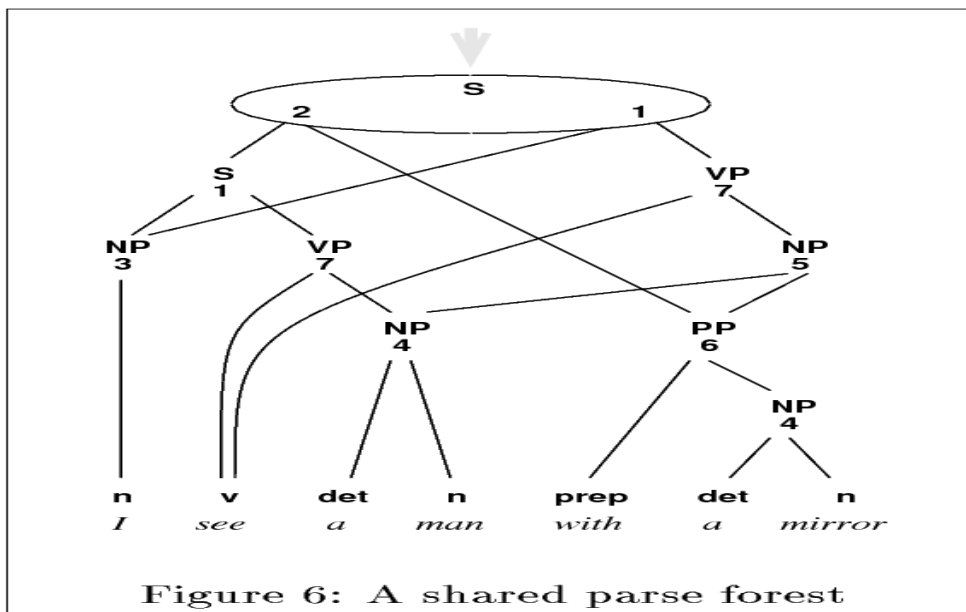 S
2 1
S VP
1 7
NP VP NP
3 7 5
NP PP
4 6
NP
4
n v det n prep det n
I see a man with a mirror
Figure 6: A shared parse forest